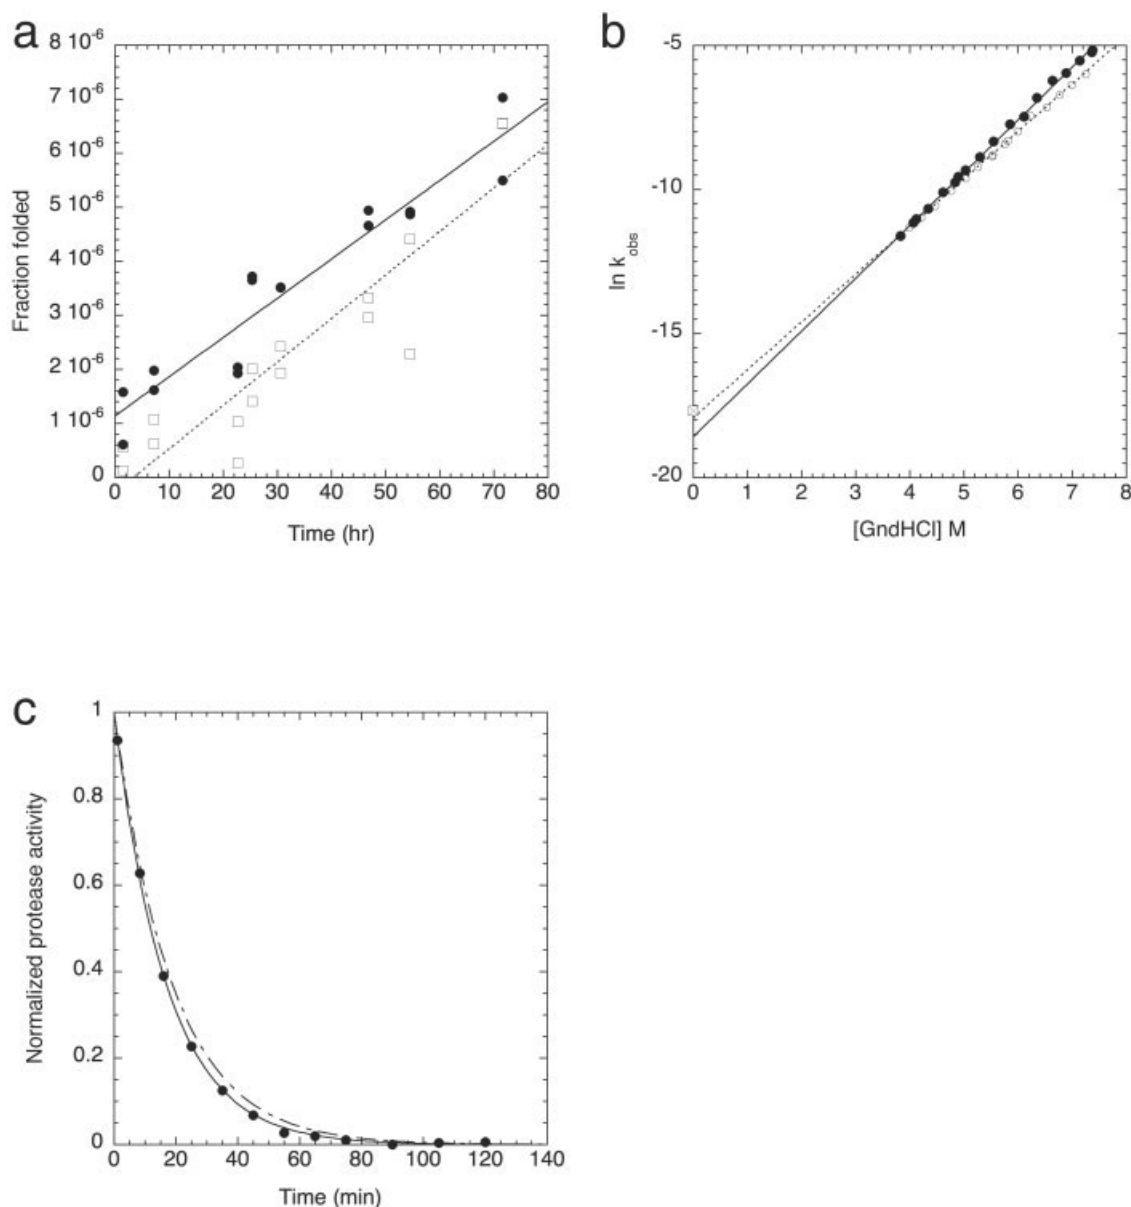 a
8 10⁻⁶
7 10⁻⁶
6 10⁻⁶
5 10⁻⁶
4 10⁻⁶
3 10⁻⁶
2 10⁻⁶
1 10⁻⁶
0
Fraction folded
0 10 20 30 40 50 60 70 80
Time (hr)
b
-5
-10
-15
-20
ln k_obs
0 1 2 3 4 5 6 7 8
[GndHCl] M
c
1
0.8
0.6
0.4
0.2
0
Normalized protease activity
0 20 40 60 80 100 120 140
Time (min)